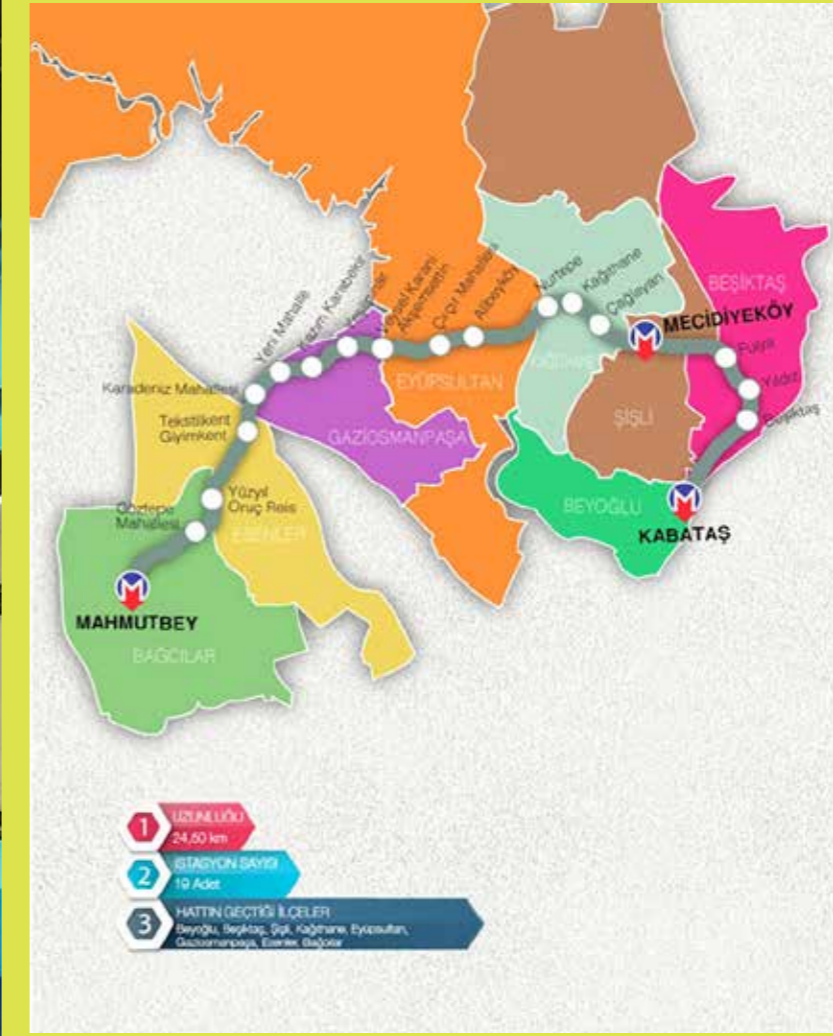 Nurtepe
Kağıthane
Çağlayan
Alibeyköy
Çırçır Mahallesi
Veysel Karani
Akşemsettin
Kazım Karabekir
Yeni Mahalle
BEŞİKTAŞ
MECİDİYEKÖY
Fulya
Yıldız
Beşiktaş
Karadeniz Mahallesi
EYÜPSULTAN
ŞİŞLİ
Tekstilkent
Giyimkent
GAZİOSMANPAŞA
Yüzyıl
Oruç Reis
Göztepe
Mahallesi
BEYOĞLU
ESENLER
KABATAŞ
MAHMUTBEY
BAĞCILAR
1
UZUNLUĞU
24,50 km
2
İSTASYON SAYISI
19 Adet
3
HATTIN GEÇTİĞİ İLÇELER
Beyoğlu, Beşiktaş, Şişli, Kağıthane, Eyüpsultan,
Gaziosmanpaşa, Esenler, Bağcılar